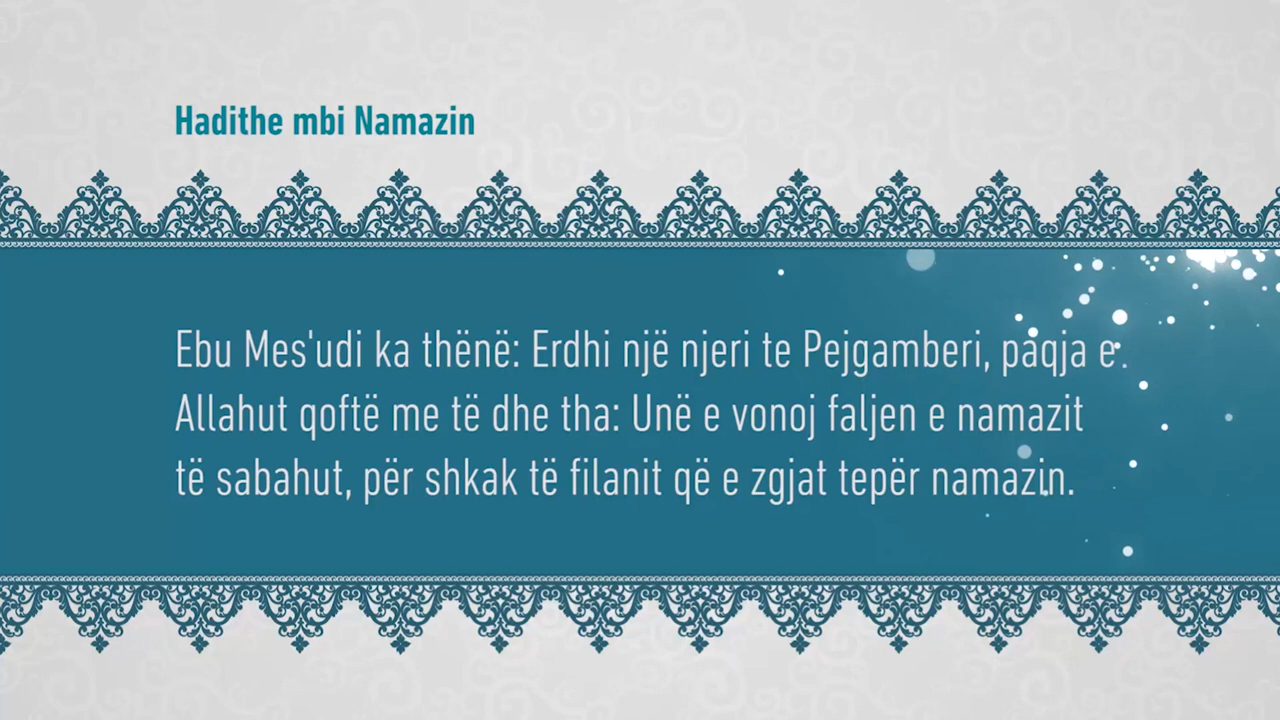 Hadithe mbi Namazin
Ebu Mes'udi ka thënë: Erdhi një njeri te Pejgamberi, paqja e
Allahut qoftë me të dhe tha: Unë e vonoj faljen e namazit
të sabahut, për shkak të filanit që e zgjat tepër namazin.